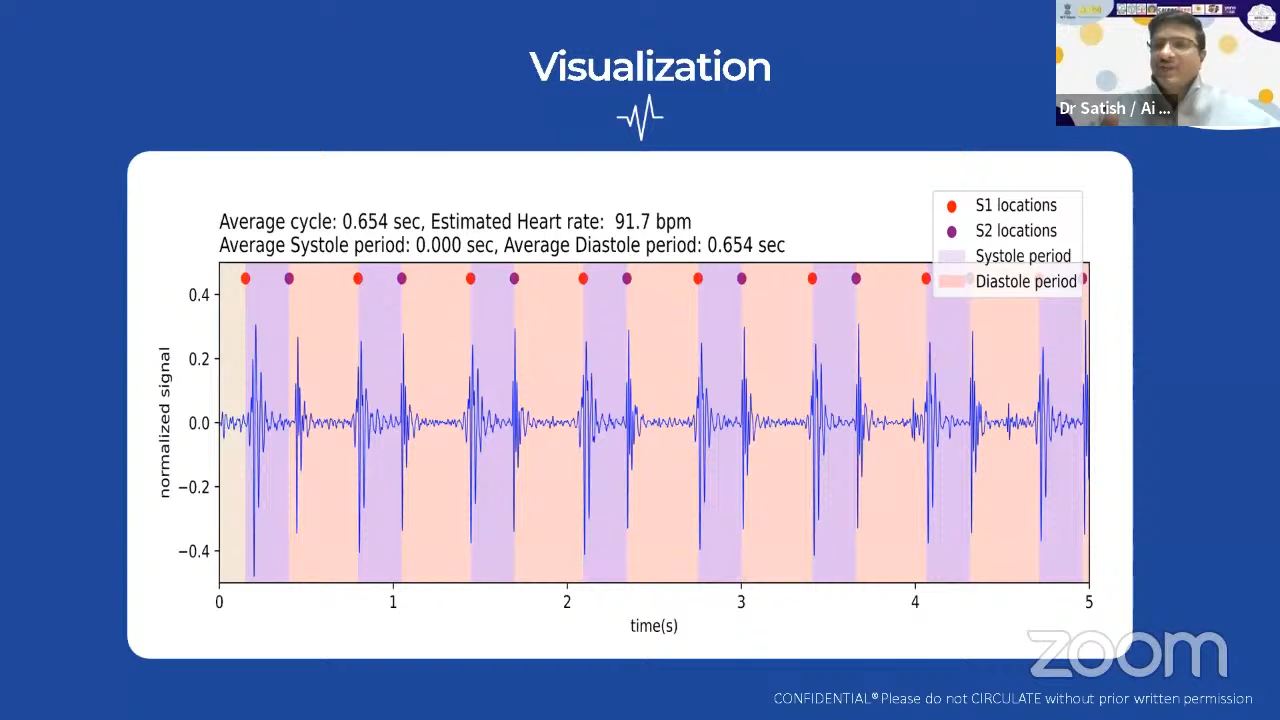 Visualization
Dr Satish / Ai ...
Average cycle: 0.654 sec, Estimated Heart rate: 91.7 bpm
Average Systole period: 0.000 sec, Average Diastole period: 0.654 sec
S1 locations
S2 locations
Systole period
Diastole period
normalized signal
0.4
0.2
0.0
−0.2
−0.4
0 1 2 3 4 5
time(s)
zoom
CONFIDENTIAL® Please do not CIRCULATE without prior written permission